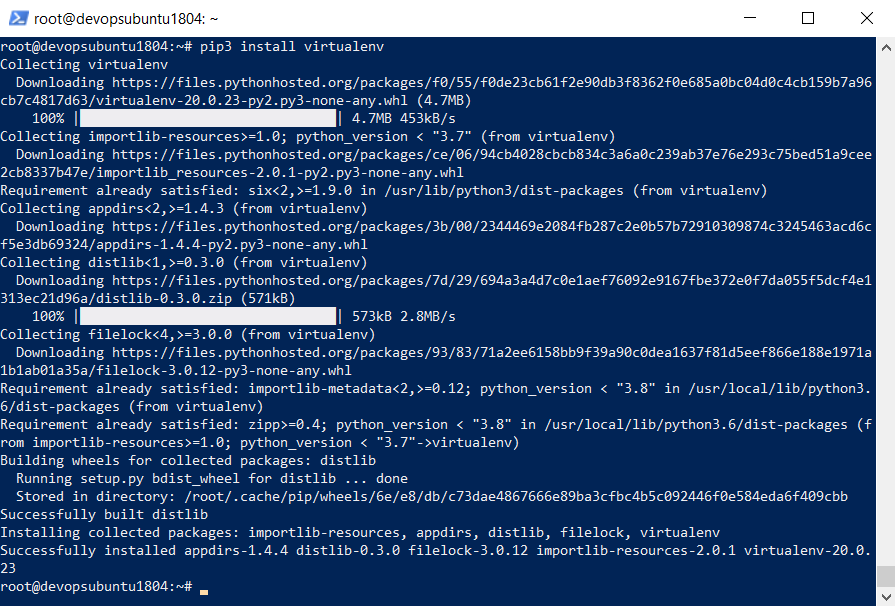 root@devopsubuntu1804: ~
root@devopsubuntu1804:~# pip3 install virtualenv
Collecting virtualenv
  Downloading https://files.pythonhosted.org/packages/f0/55/f0de23cb61f2e90db3f8362f0e685a0bc04d0c4cb159b7a96
cb7c4817d63/virtualenv-20.0.23-py2.py3-none-any.whl (4.7MB)
    100% |████████████████████████████████| 4.7MB 453kB/s
Collecting importlib-resources>=1.0; python_version < "3.7" (from virtualenv)
  Downloading https://files.pythonhosted.org/packages/ce/06/94cb4028cbcb834c3a6a0c239ab37e76e293c75bed51a9cee
2cb8337b47e/importlib_resources-2.0.1-py2.py3-none-any.whl
Requirement already satisfied: six<2,>=1.9.0 in /usr/lib/python3/dist-packages (from virtualenv)
Collecting appdirs<2,>=1.4.3 (from virtualenv)
  Downloading https://files.pythonhosted.org/packages/3b/00/2344469e2084fb287c2e0b57b72910309874c3245463acd6c
f5e3db69324/appdirs-1.4.4-py2.py3-none-any.whl
Collecting distlib<1,>=0.3.0 (from virtualenv)
  Downloading https://files.pythonhosted.org/packages/7d/29/694a3a4d7c0e1aef76092e9167fbe372e0f7da055f5dcf4e1
313ec21d96a/distlib-0.3.0.zip (571kB)
    100% |████████████████████████████████| 573kB 2.8MB/s
Collecting filelock<4,>=3.0.0 (from virtualenv)
  Downloading https://files.pythonhosted.org/packages/93/83/71a2ee6158bb9f39a90c0dea1637f81d5eef866e188e1971a
1b1ab01a35a/filelock-3.0.12-py3-none-any.whl
Requirement already satisfied: importlib-metadata<2,>=0.12; python_version < "3.8" in /usr/local/lib/python3.
6/dist-packages (from virtualenv)
Requirement already satisfied: zipp>=0.4; python_version < "3.8" in /usr/local/lib/python3.6/dist-packages (f
rom importlib-resources>=1.0; python_version < "3.7"->virtualenv)
Building wheels for collected packages: distlib
  Running setup.py bdist_wheel for distlib ... done
  Stored in directory: /root/.cache/pip/wheels/6e/e8/db/c73dae4867666e89ba3cfbc4b5c092446f0e584eda6f409cbb
Successfully built distlib
Installing collected packages: importlib-resources, appdirs, distlib, filelock, virtualenv
Successfully installed appdirs-1.4.4 distlib-0.3.0 filelock-3.0.12 importlib-resources-2.0.1 virtualenv-20.0.
23
root@devopsubuntu1804:~#